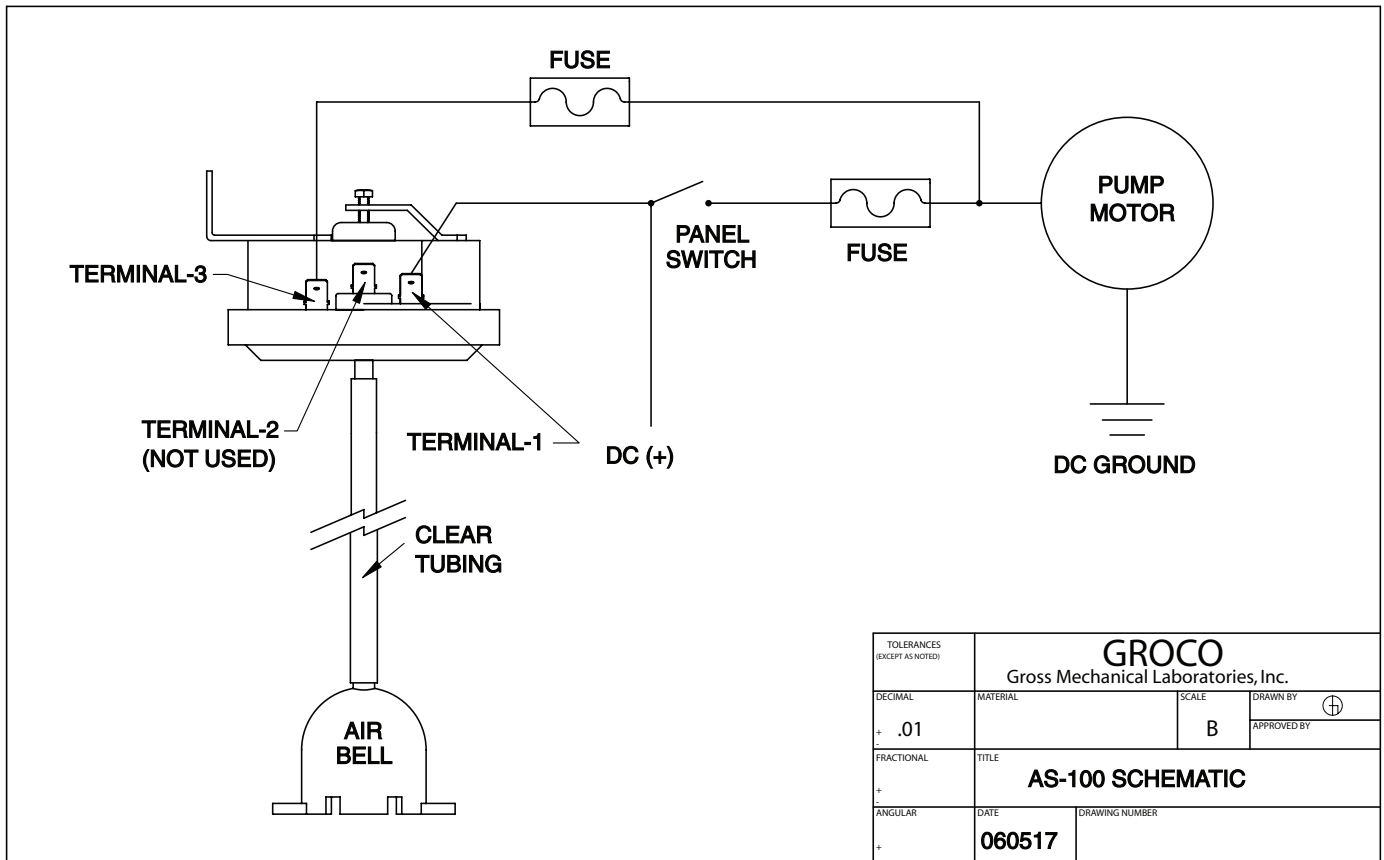 FUSE
PUMP
MOTOR
PANEL
SWITCH
FUSE
TERMINAL-3
TERMINAL-2
(NOT USED)
TERMINAL-1
DC (+)
DC GROUND
CLEAR
TUBING
AIR
BELL
TOLERANCES
(EXCEPT AS NOTED)
GROCO
Gross Mechanical Laboratories, Inc.
DECIMAL
+ .01
-
MATERIAL
SCALE
B
DRAWN BY
APPROVED BY
FRACTIONAL
+
-
TITLE
AS-100 SCHEMATIC
ANGULAR
+
DATE
060517
DRAWING NUMBER